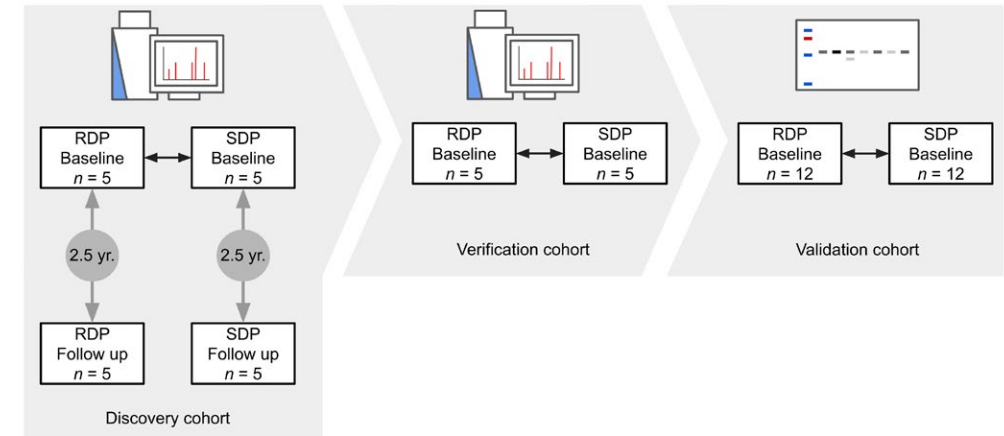 RDP
Baseline
n = 5
SDP
Baseline
n = 5
2.5 yr.
2.5 yr.
RDP
Follow up
n = 5
SDP
Follow up
n = 5
Discovery cohort
RDP
Baseline
n = 5
SDP
Baseline
n = 5
Verification cohort
RDP
Baseline
n = 12
SDP
Baseline
n = 12
Validation cohort